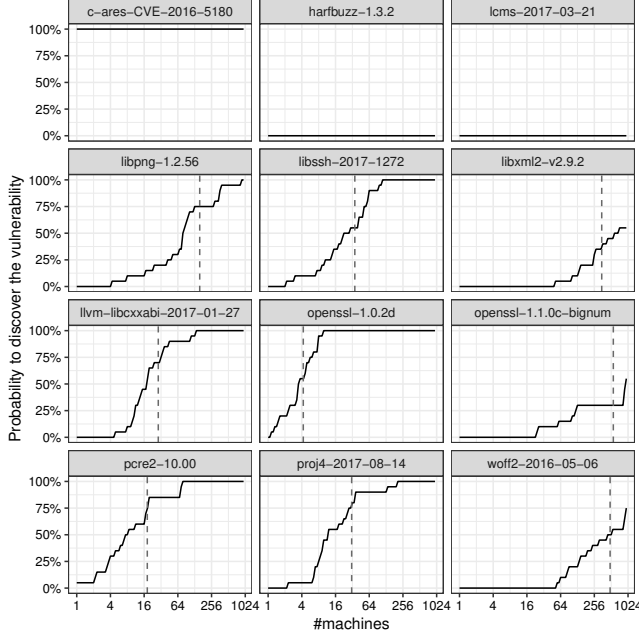 c−ares−CVE−2016−5180 harfbuzz−1.3.2 lcms−2017−03−21
100%
75%
50%
25%
0%
libpng−1.2.56 libssh−2017−1272 libxml2−v2.9.2
100%
75%
50%
25%
0%
llvm−libcxxabi−2017−01−27 openssl−1.0.2d openssl−1.1.0c−bignum
100%
75%
50%
25%
0%
pcre2−10.00 proj4−2017−08−14 woff2−2016−05−06
100%
75%
50%
25%
0%
1 4 16 64 256 1024 1 4 16 64 256 1024 1 4 16 64 256 1024
#machines
Probability to discover the vulnerability